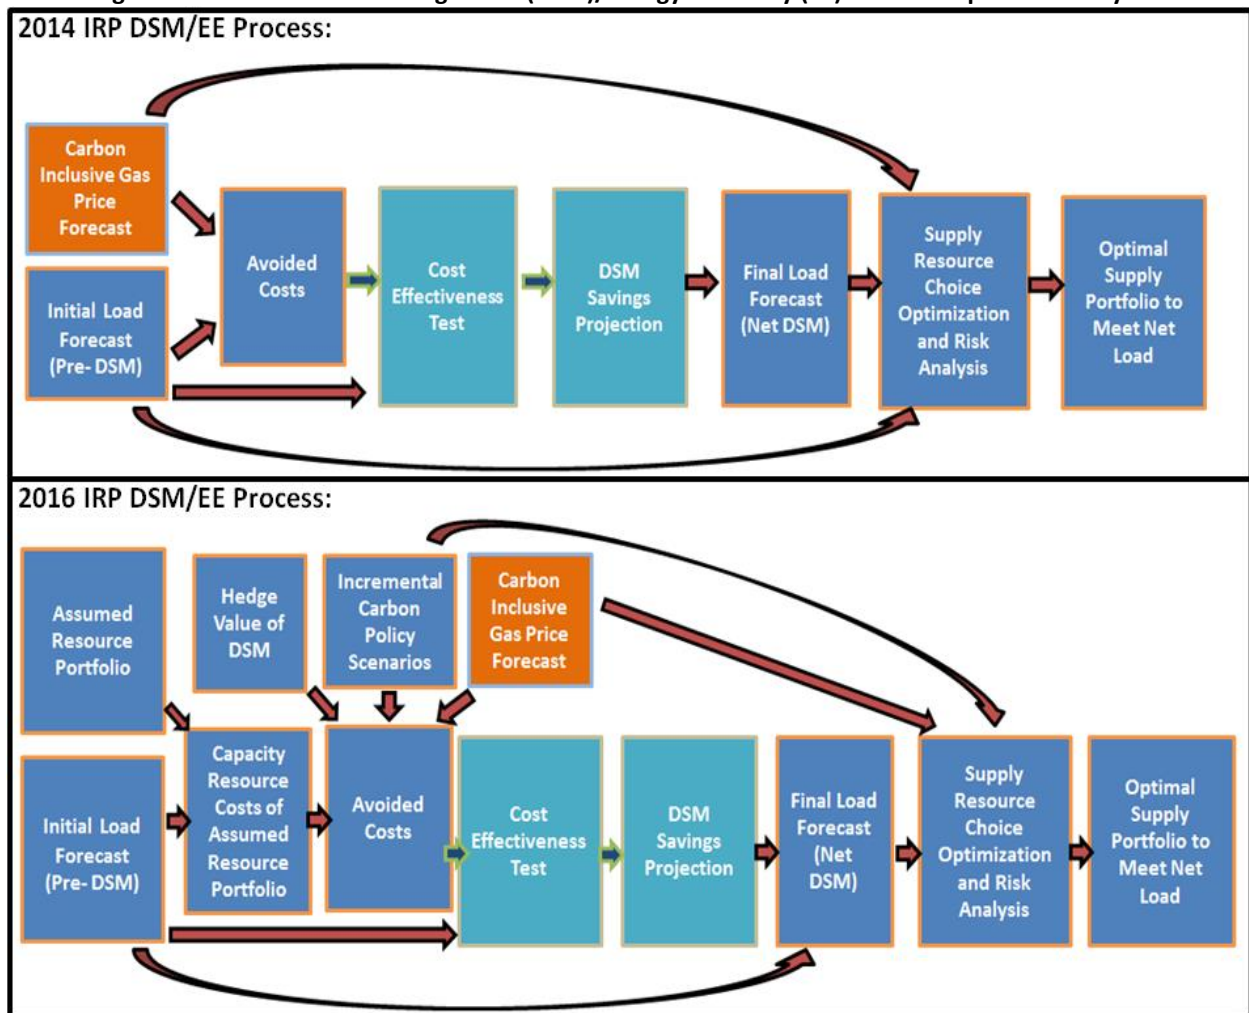 2014 IRP DSM/EE Process:
Carbon
Inclusive Gas
Price
Forecast
Initial Load
Forecast
(Pre- DSM)
Avoided
Costs
Cost
Effectiveness
Test
DSM
Savings
Projection
Final Load
Forecast
(Net DSM)
Supply
Resource
Choice
Optimization
and Risk
Analysis
Optimal
Supply
Portfolio to
Meet Net
Load
2016 IRP DSM/EE Process:
Assumed
Resource
Portfolio
Hedge
Value of
DSM
Incremental
Carbon
Policy
Scenarios
Carbon
Inclusive
Gas Price
Forecast
Initial Load
Forecast
(Pre- DSM)
Capacity
Resource
Costs of
Assumed
Resource
Portfolio
Avoided
Costs
Cost
Effectiveness
Test
DSM
Savings
Projection
Final Load
Forecast
(Net
DSM)
Supply
Resource
Choice
Optimization
and Risk
Analysis
Optimal
Supply
Portfolio to
Meet Net
Load